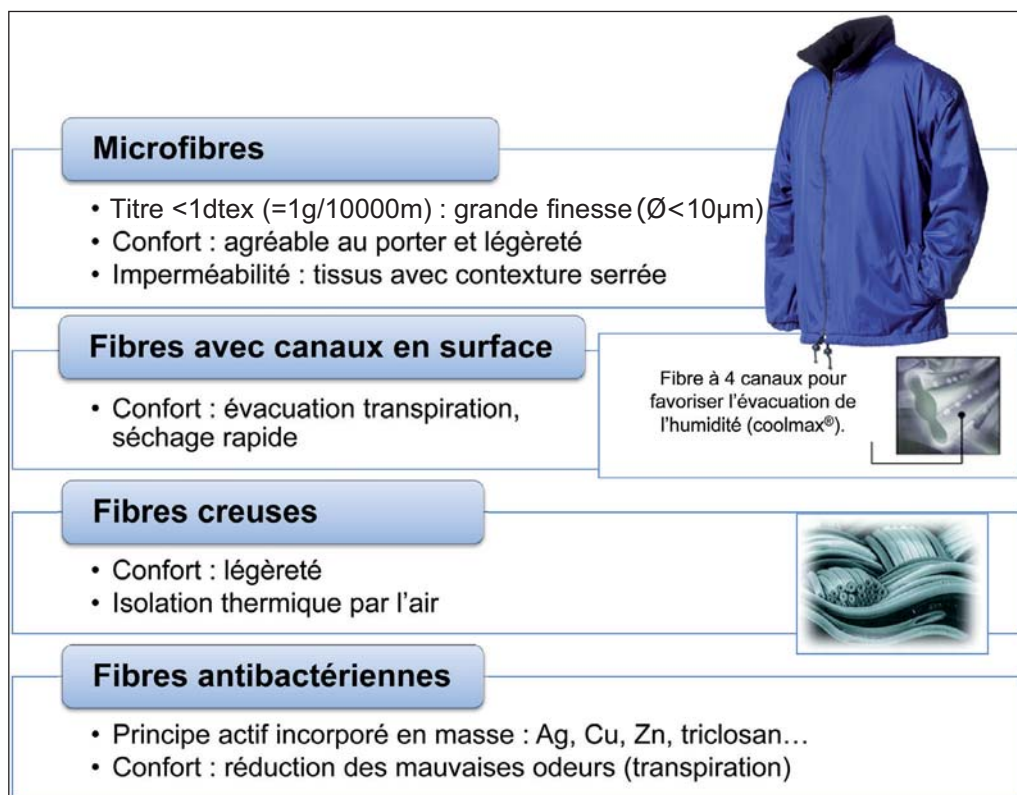 Microfibres
• Titre <1dtex (=1g/10000m) : grande finesse (Ø<10µm)
• Confort : agréable au porter et légèreté
• Imperméabilité : tissus avec contexture serrée
Fibres avec canaux en surface
• Confort : évacuation transpiration,
séchage rapide
Fibre à 4 canaux pour
favoriser l'évacuation de
l'humidité (coolmax®).
Fibres creuses
• Confort : légèreté
• Isolation thermique par l'air
Fibres antibactériennes
• Principe actif incorporé en masse : Ag, Cu, Zn, triclosan…
• Confort : réduction des mauvaises odeurs (transpiration)